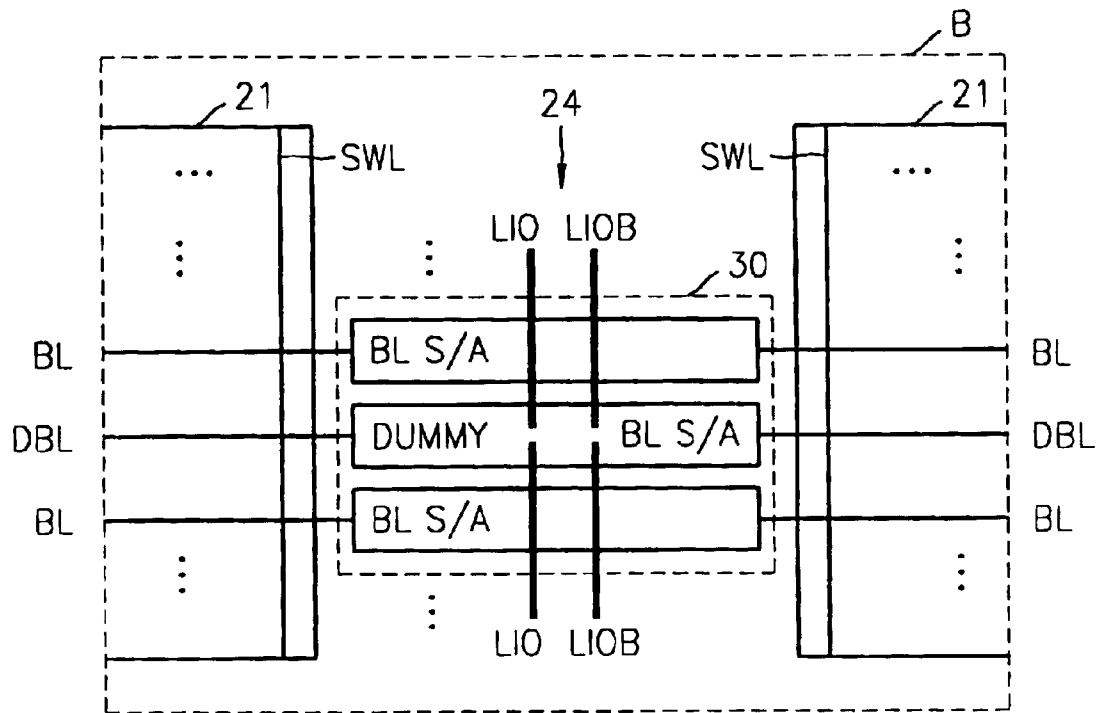 B
21
24
21
SWL
SWL
...
...
LIO LIOB
30
BL
BL S/A
BL
DBL
DUMMY BL S/A
DBL
BL
BL S/A
BL
LIO LIOB